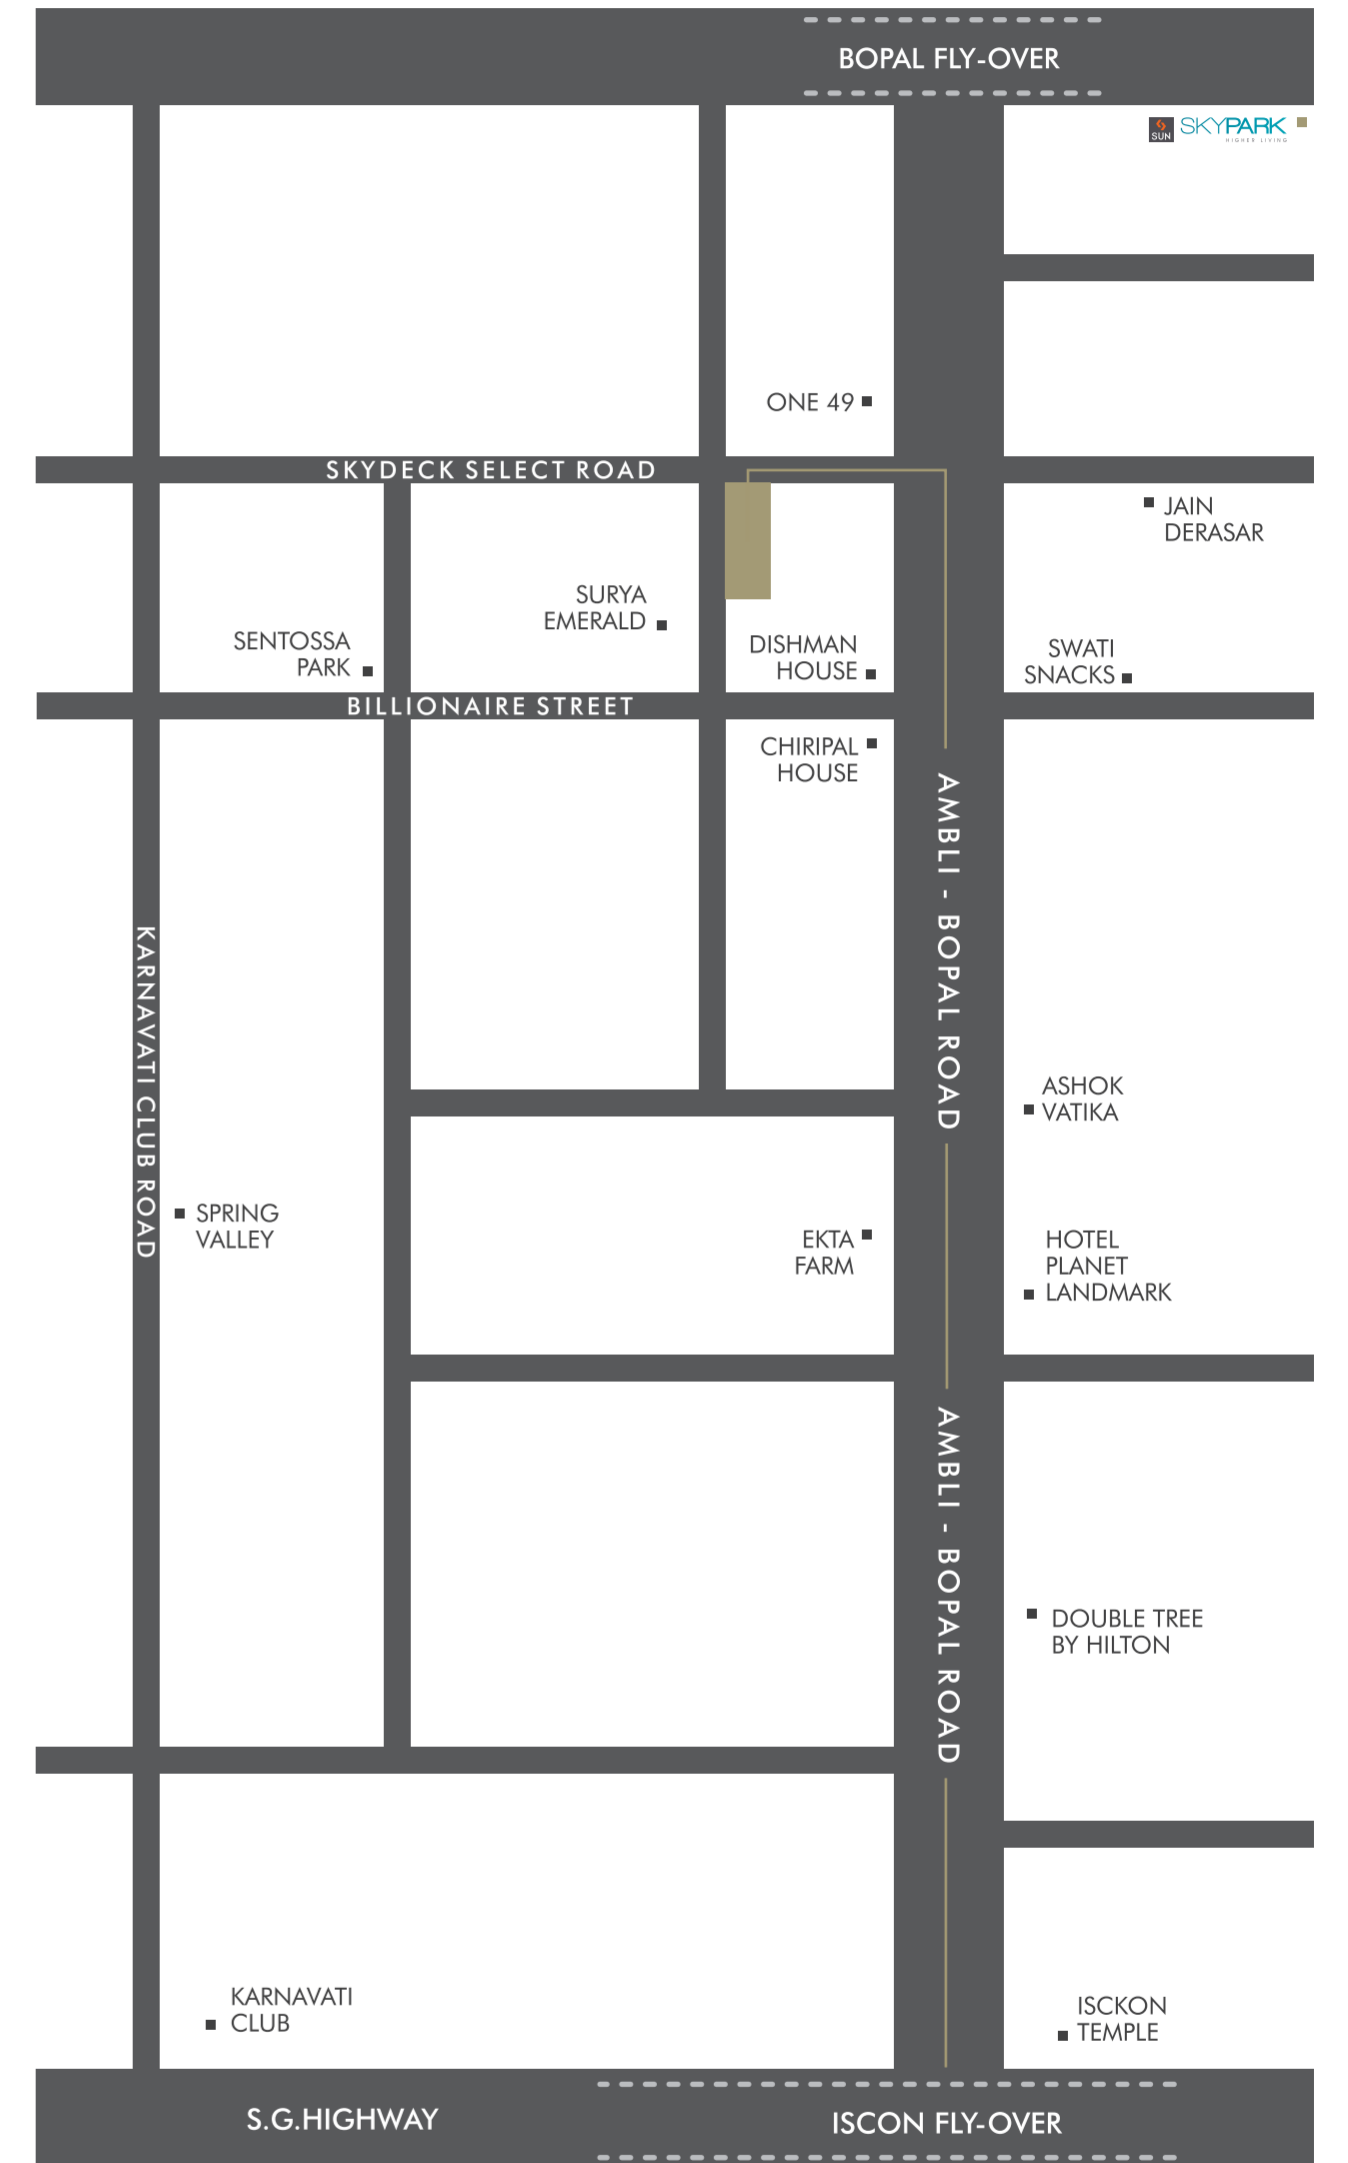 BOPAL FLY-OVER
SUN
SKYPARK
HIGHER LIVING
ONE 49
SKYDECK SELECT ROAD
JAIN
DERASAR
SURYA
EMERALD
SENTOSSA
PARK
DISHMAN
HOUSE
SWATI
SNACKS
BILLIONAIRE STREET
CHIRIPAL
HOUSE
AMBLI - BOPAL ROAD
KARNAVATI CLUB ROAD
ASHOK
VATIKA
SPRING
VALLEY
EKTA
FARM
HOTEL
PLANET
LANDMARK
AMBLI - BOPAL ROAD
DOUBLE TREE
BY HILTON
KARNAVATI
CLUB
ISCKON
TEMPLE
S.G.HIGHWAY
ISCON FLY-OVER